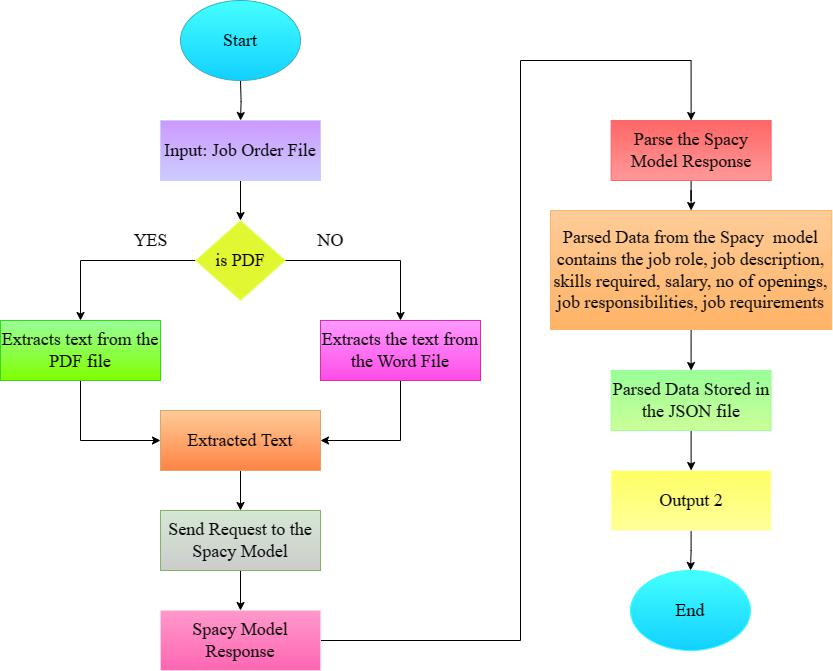 Start
Input: Job Order File
is PDF
YES
NO
Extracts text from the
PDF file
Extracts the text from
the Word File
Extracted Text
Send Request to the
Spacy Model
Spacy Model
Response
Parse the Spacy
Model Response
Parsed Data from the Spacy model
contains the job role, job description,
skills required, salary, no of openings,
job responsibilities, job requirements
Parsed Data Stored in
the JSON file
Output 2
End